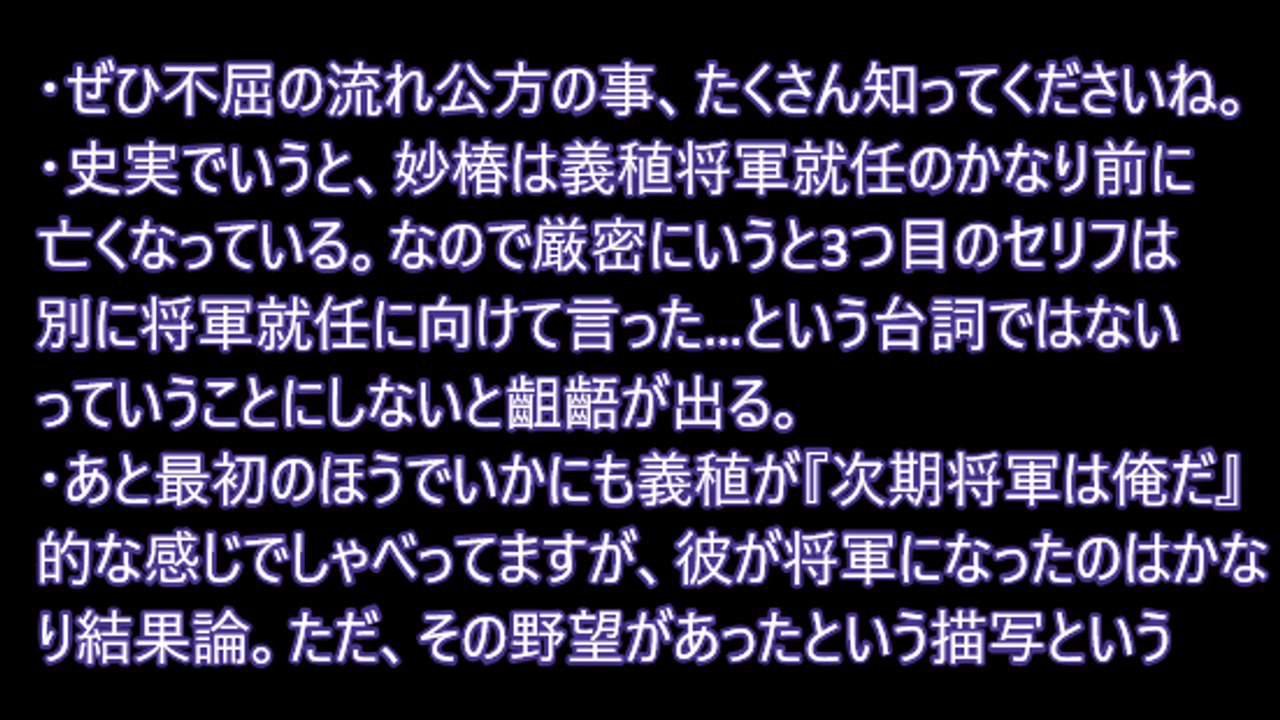 ・ぜひ不屈の流れ公方の事、たくさん知ってくださいね。
・史実でいうと、妙椿は義稙将軍就任のかなり前に
亡くなっている。なので厳密にいうと3つ目のセリフは
別に将軍就任に向けて言った...という台詞ではない
っていうことにしないと齟齬が出る。
・あと最初のほうでいかにも義稙が『次期将軍は俺だ』
的な感じでしゃべってますが、彼が将軍になったのはかな
り結果論。ただ、その野望があったという描写という